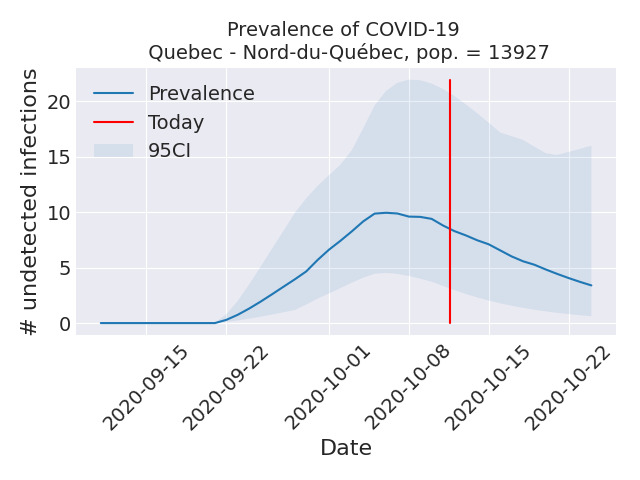 Prevalence of COVID-19
Quebec - Nord-du-Québec, pop. = 13927
# undetected infections
20
15
10
5
0
Prevalence
Today
95CI
2020-09-15
2020-09-22
2020-10-01
2020-10-08
2020-10-15
2020-10-22
Date